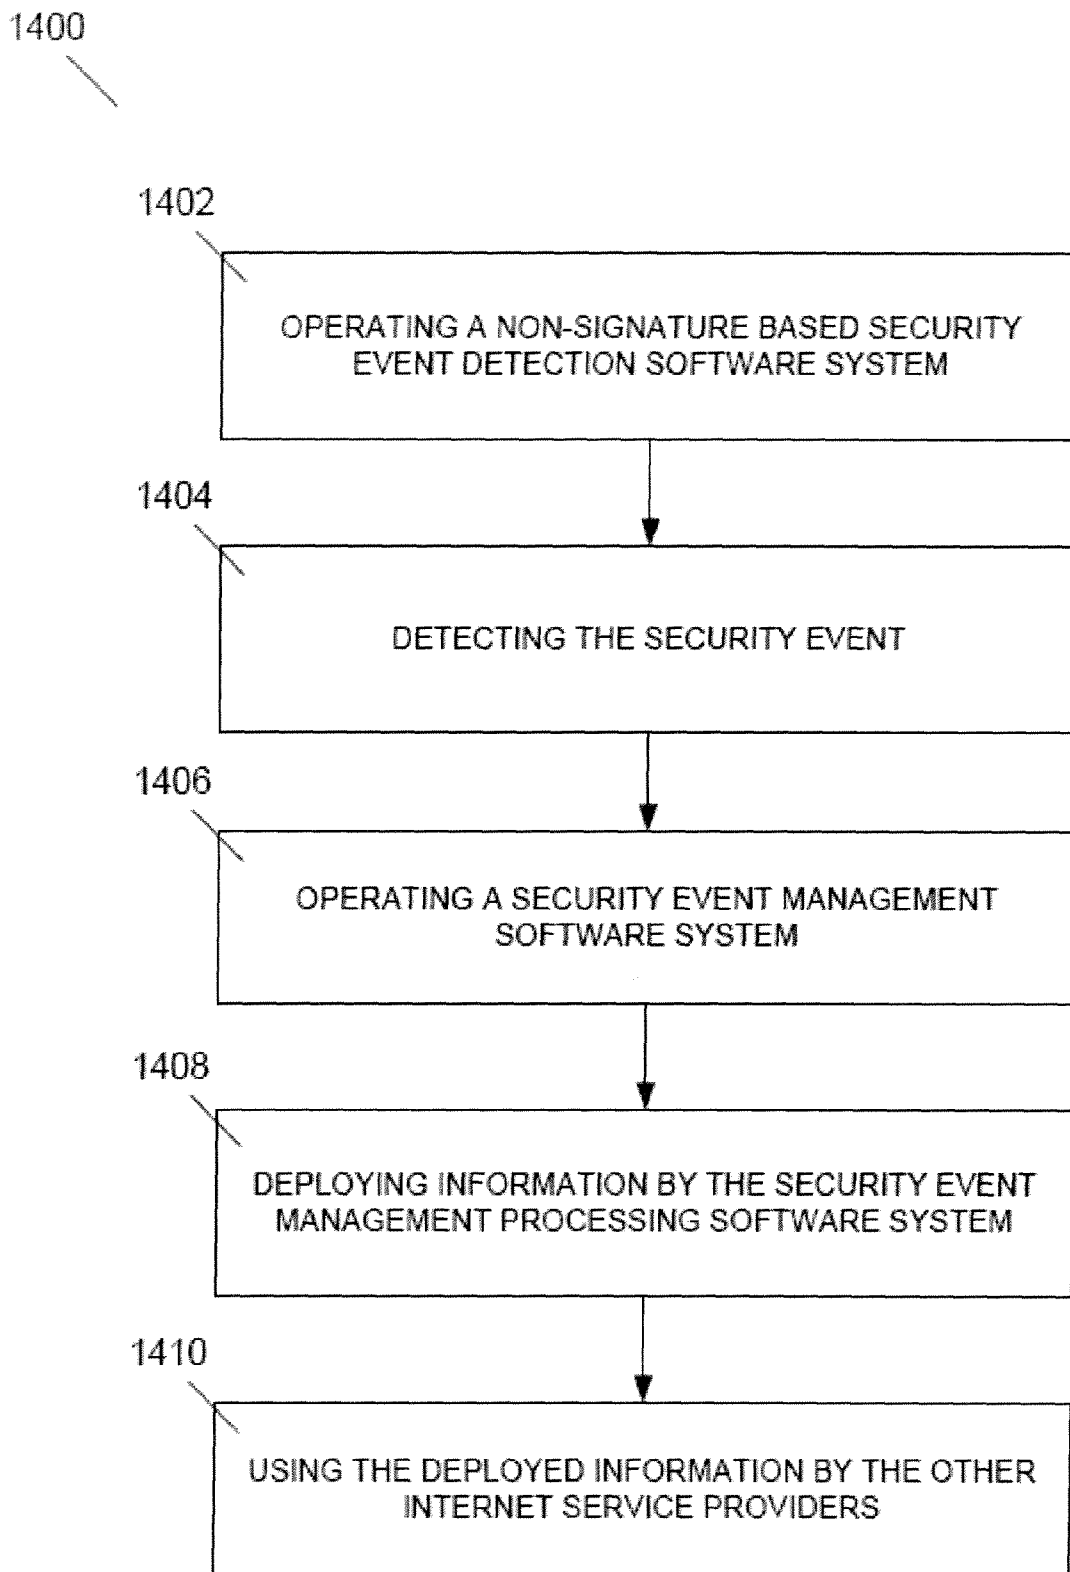 1400
1402
OPERATING A NON-SIGNATURE BASED SECURITY
EVENT DETECTION SOFTWARE SYSTEM
1404
DETECTING THE SECURITY EVENT
1406
OPERATING A SECURITY EVENT MANAGEMENT
SOFTWARE SYSTEM
1408
DEPLOYING INFORMATION BY THE SECURITY EVENT
MANAGEMENT PROCESSING SOFTWARE SYSTEM
1410
USING THE DEPLOYED INFORMATION BY THE OTHER
INTERNET SERVICE PROVIDERS